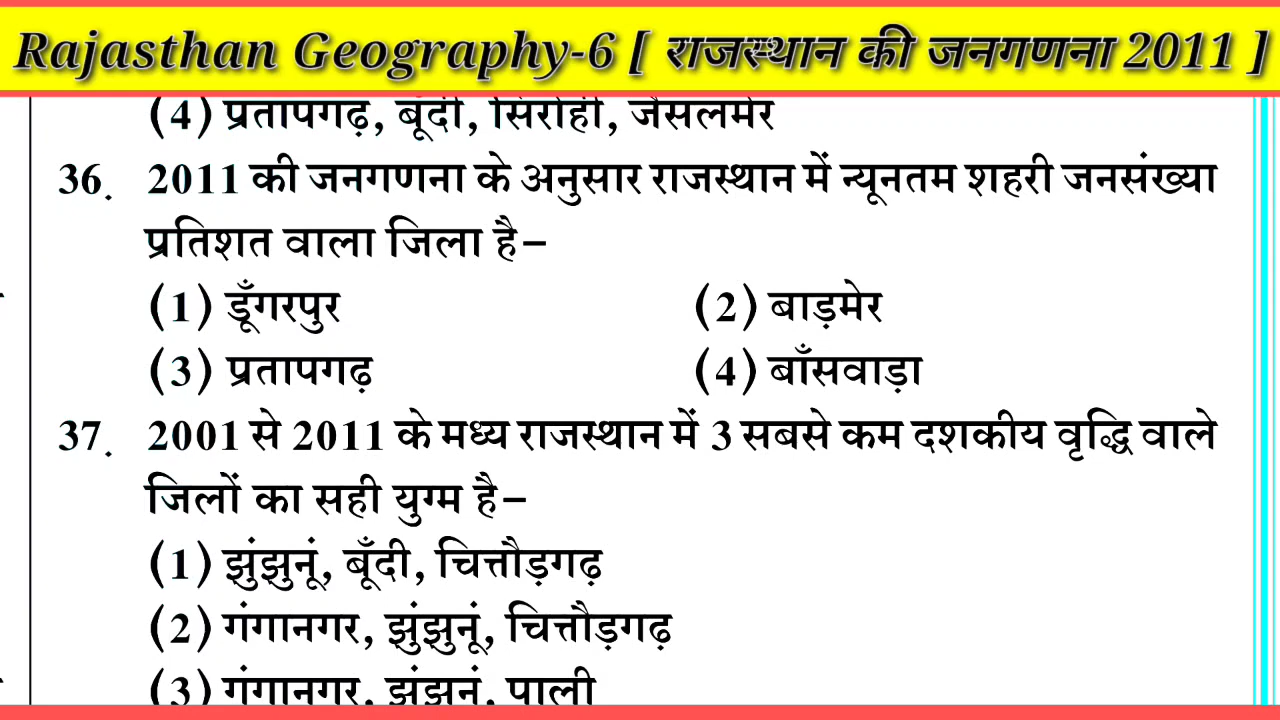 Rajasthan Geography-6 [ राजस्थान की जनगणना 2011 ]
(4) प्रतापगढ़, बूंदी, सिरोही, जैसलमेर
36. 2011 की जनगणना के अनुसार राजस्थान में न्यूनतम शहरी जनसंख्या
प्रतिशत वाला जिला है–
(1) डूँगरपुर (2) बाड़मेर
(3) प्रतापगढ़ (4) बाँसवाड़ा
37. 2001 से 2011 के मध्य राजस्थान में 3 सबसे कम दशकीय वृद्धि वाले
जिलों का सही युग्म है–
(1) झुंझुनूं, बूँदी, चित्तौड़गढ़
(2) गंगानगर, झुंझुनूं, चित्तौड़गढ़
(3) गंगानगर, झुंझुनूं, पाली